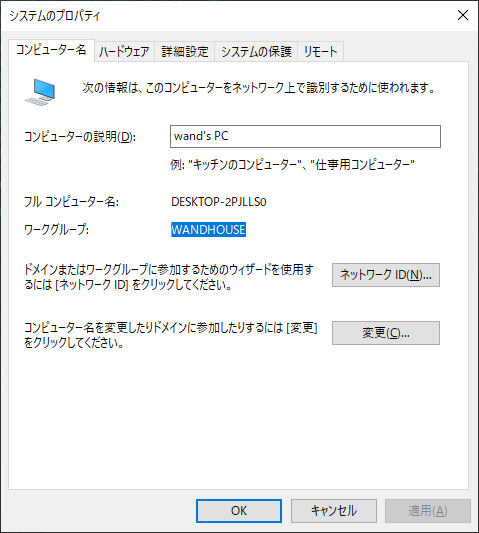 システムのプロパティ
コンピューター名 ハードウェア 詳細設定 システムの保護 リモート
次の情報は、このコンピューターをネットワーク上で識別するために使われます。
コンピューターの説明(D): wand's PC
例: "キッチンのコンピューター"、"仕事用コンピューター"
フル コンピューター名: DESKTOP-2PJLLS0
ワークグループ: WANDHOUSE
ドメインまたはワークグループに参加するためのウィザードを使用す
るには [ネットワーク ID] をクリックしてください。
ネットワーク ID(N)...
コンピューター名を変更したりドメインに参加したりするには [変更]
をクリックしてください。
変更(C)...
OK キャンセル 適用(A)